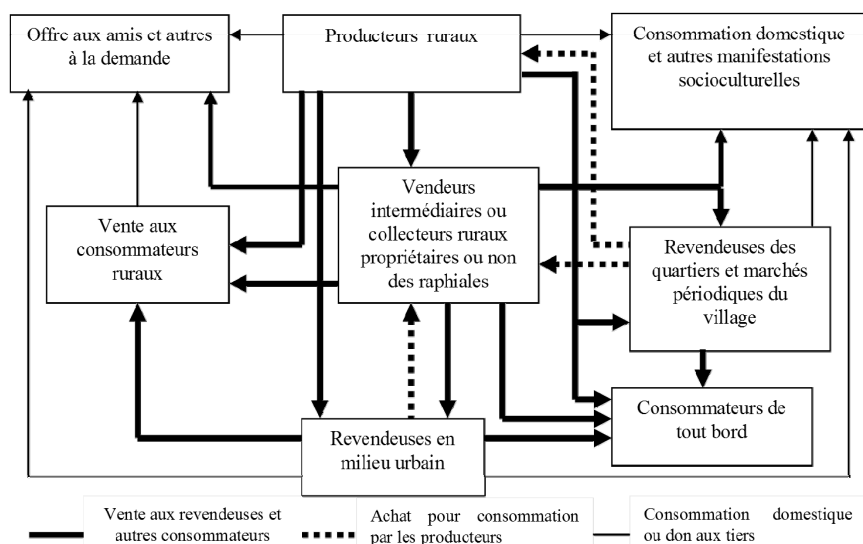 Offre aux amis et autres
à la demande
Producteurs ruraux
Consommation domestique
et autres manifestations
socioculturelles
Vendeurs
intermédiaires ou
collecteurs ruraux
propriétaires ou non
des raphiales
Vente aux
consommateurs
ruraux
Revendeuses des
quartiers et marchés
périodiques du
village
Consommateurs de
tout bord
Revendeuses en
milieu urbain
Vente aux revendeuses et
autres consommateurs
Achat pour consommation
par les producteurs
Consommation domestique
ou don aux tiers